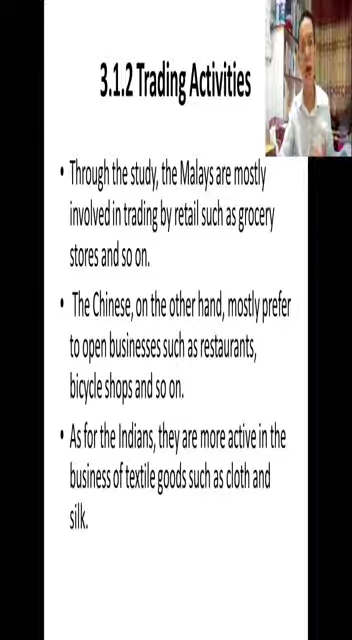 3.1.2 Trading Activities
• Through the study, the Malays are mostly
involved in trading by retail such as grocery
stores and so on.
• The Chinese, on the other hand, mostly prefer
to open businesses such as restaurants,
bicycle shops and so on.
• As for the Indians, they are more active in the
business of textile goods such as cloth and
silk.